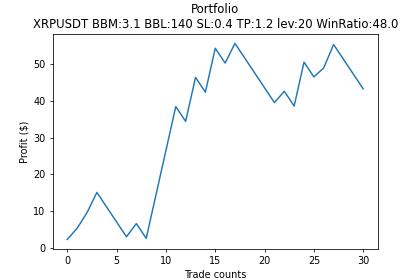 Portfolio
XRPUSDT BBM:3.1 BBL:140 SL:0.4 TP:1.2 lev:20 WinRatio:48.0
Profit ($)
50
40
30
20
10
0
0 5 10 15 20 25 30
Trade counts